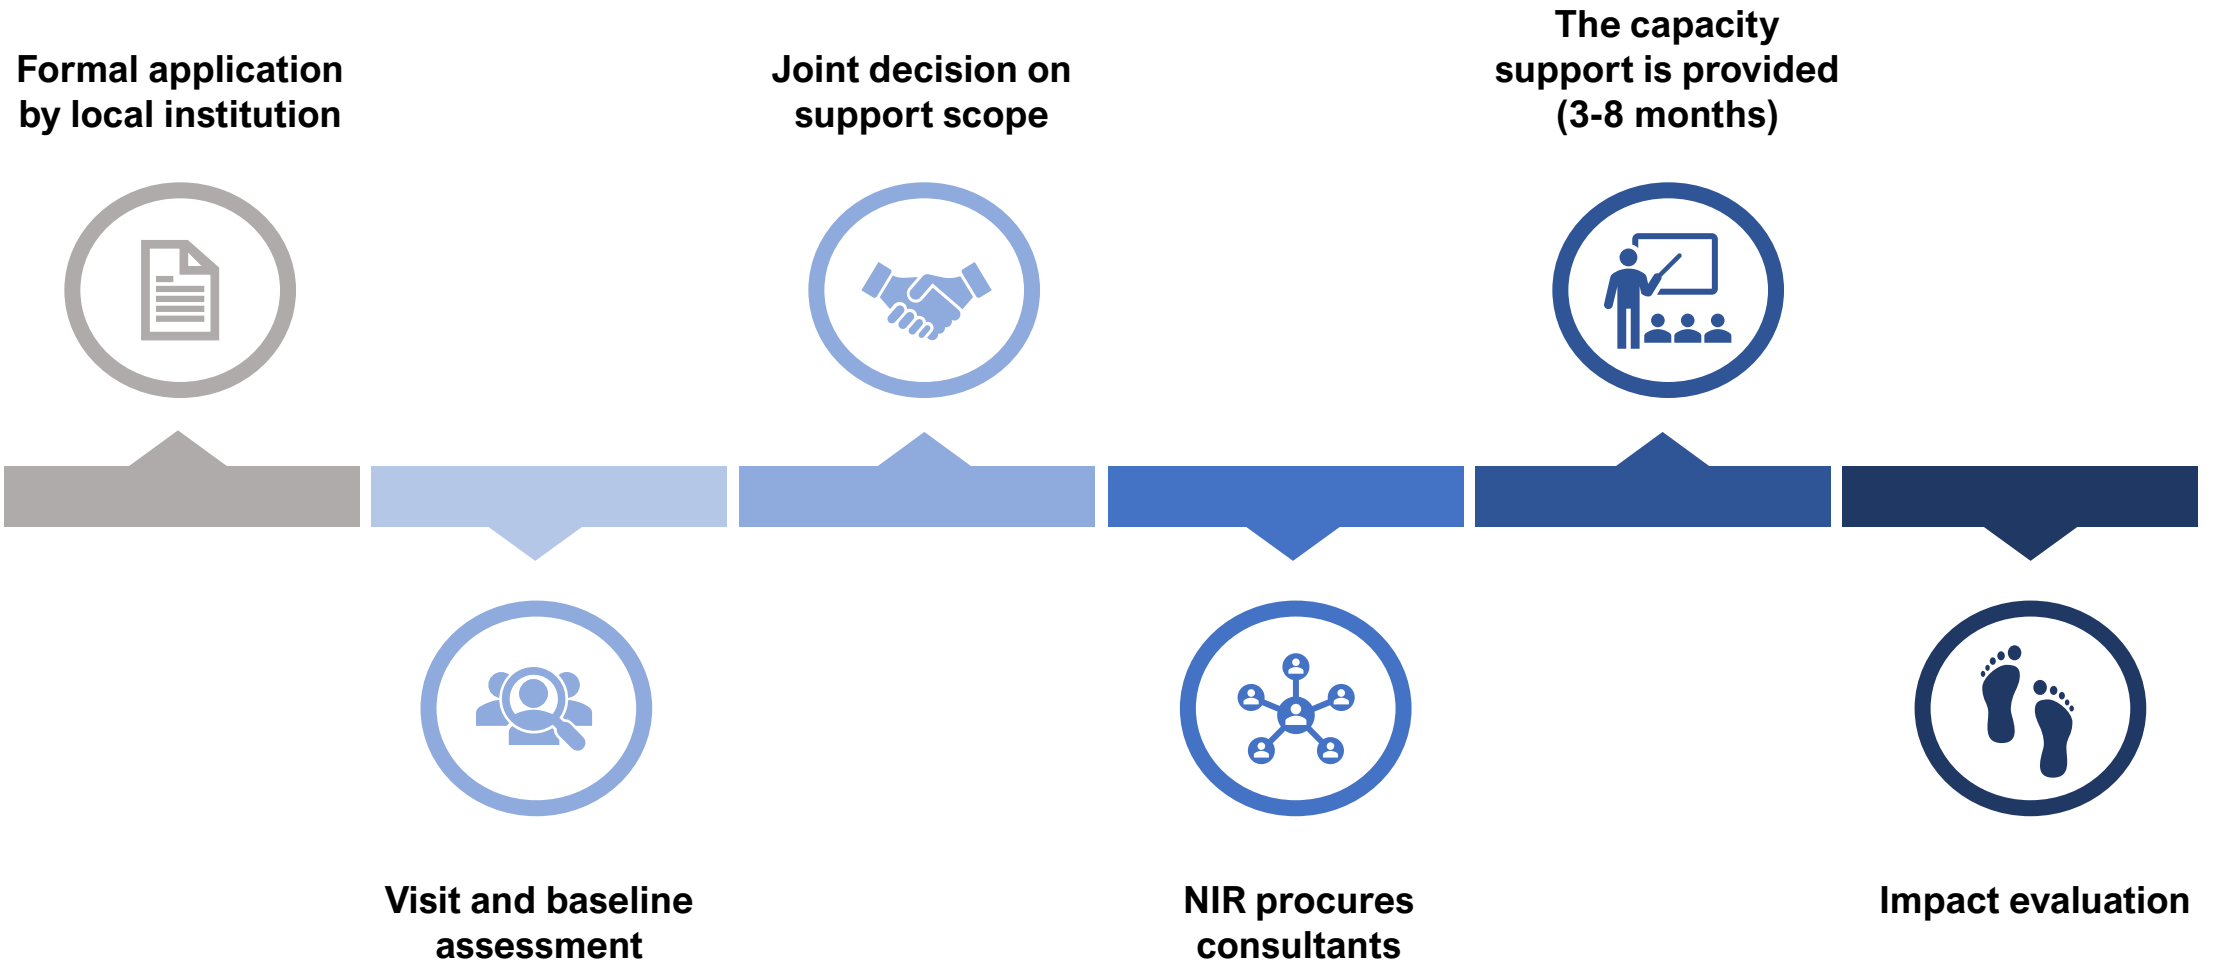 Formal application
by local institution
Visit and baseline
assessment
Joint decision on
support scope
NIR procures
consultants
The capacity
support is provided
(3-8 months)
Impact evaluation